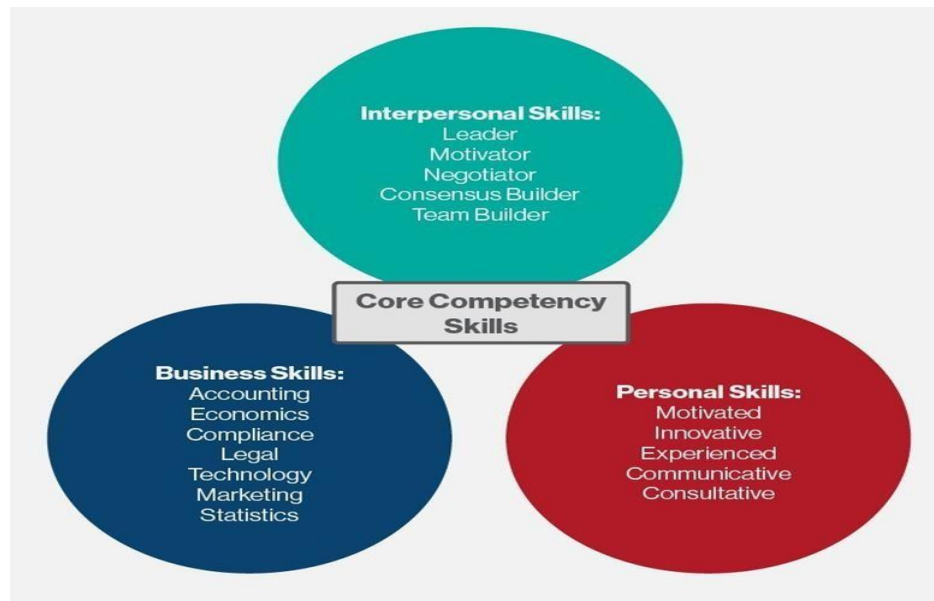 Interpersonal Skills:
Leader
Motivator
Negotiator
Consensus Builder
Team Builder
Core Competency
Skills
Business Skills:
Accounting
Economics
Compliance
Legal
Technology
Marketing
Statistics
Personal Skills:
Motivated
Innovative
Experienced
Communicative
Consultative